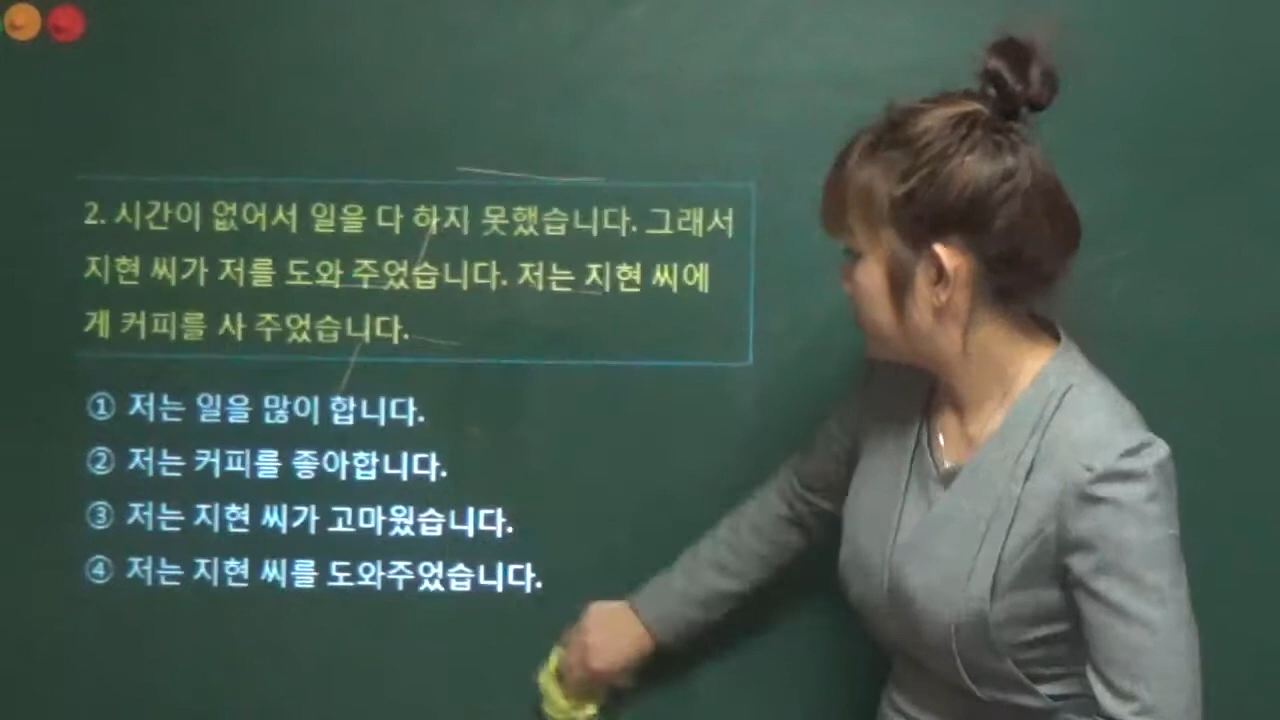 2. 시간이 없어서 일을 다 하지 못했습니다. 그래서
지현 씨가 저를 도와 주었습니다. 저는 지현 씨에
게 커피를 사 주었습니다.
① 저는 일을 많이 합니다.
② 저는 커피를 좋아합니다.
③ 저는 지현 씨가 고마웠습니다.
④ 저는 지현 씨를 도와주었습니다.